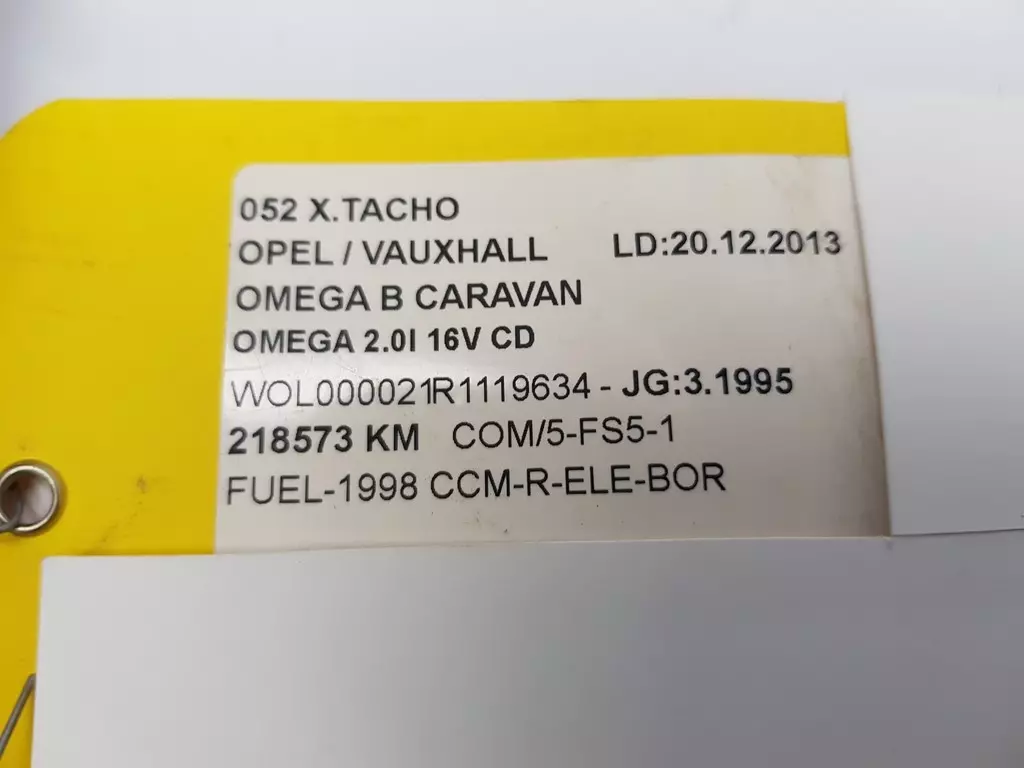 052 X.TACHO
OPEL / VAUXHALL LD:20.12.2013
OMEGA B CARAVAN
OMEGA 2.0I 16V CD
WOL000021R1119634 - JG:3.1995
218573 KM COM/5-FS5-1
FUEL-1998 CCM-R-ELE-BOR